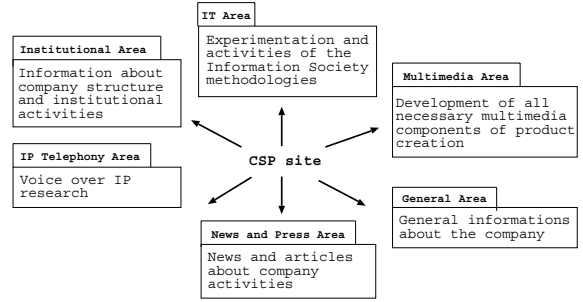 IT Area
Experimentation and
activities of the
Information Society
methodologies
Institutional Area
Information about
company structure
and institutional
activities
Multimedia Area
Development of all
necessary multimedia
components of product
creation
CSP site
IP Telephony Area
Voice over IP
research
General Area
General informations
about the company
News and Press Area
News and articles
about company
activities